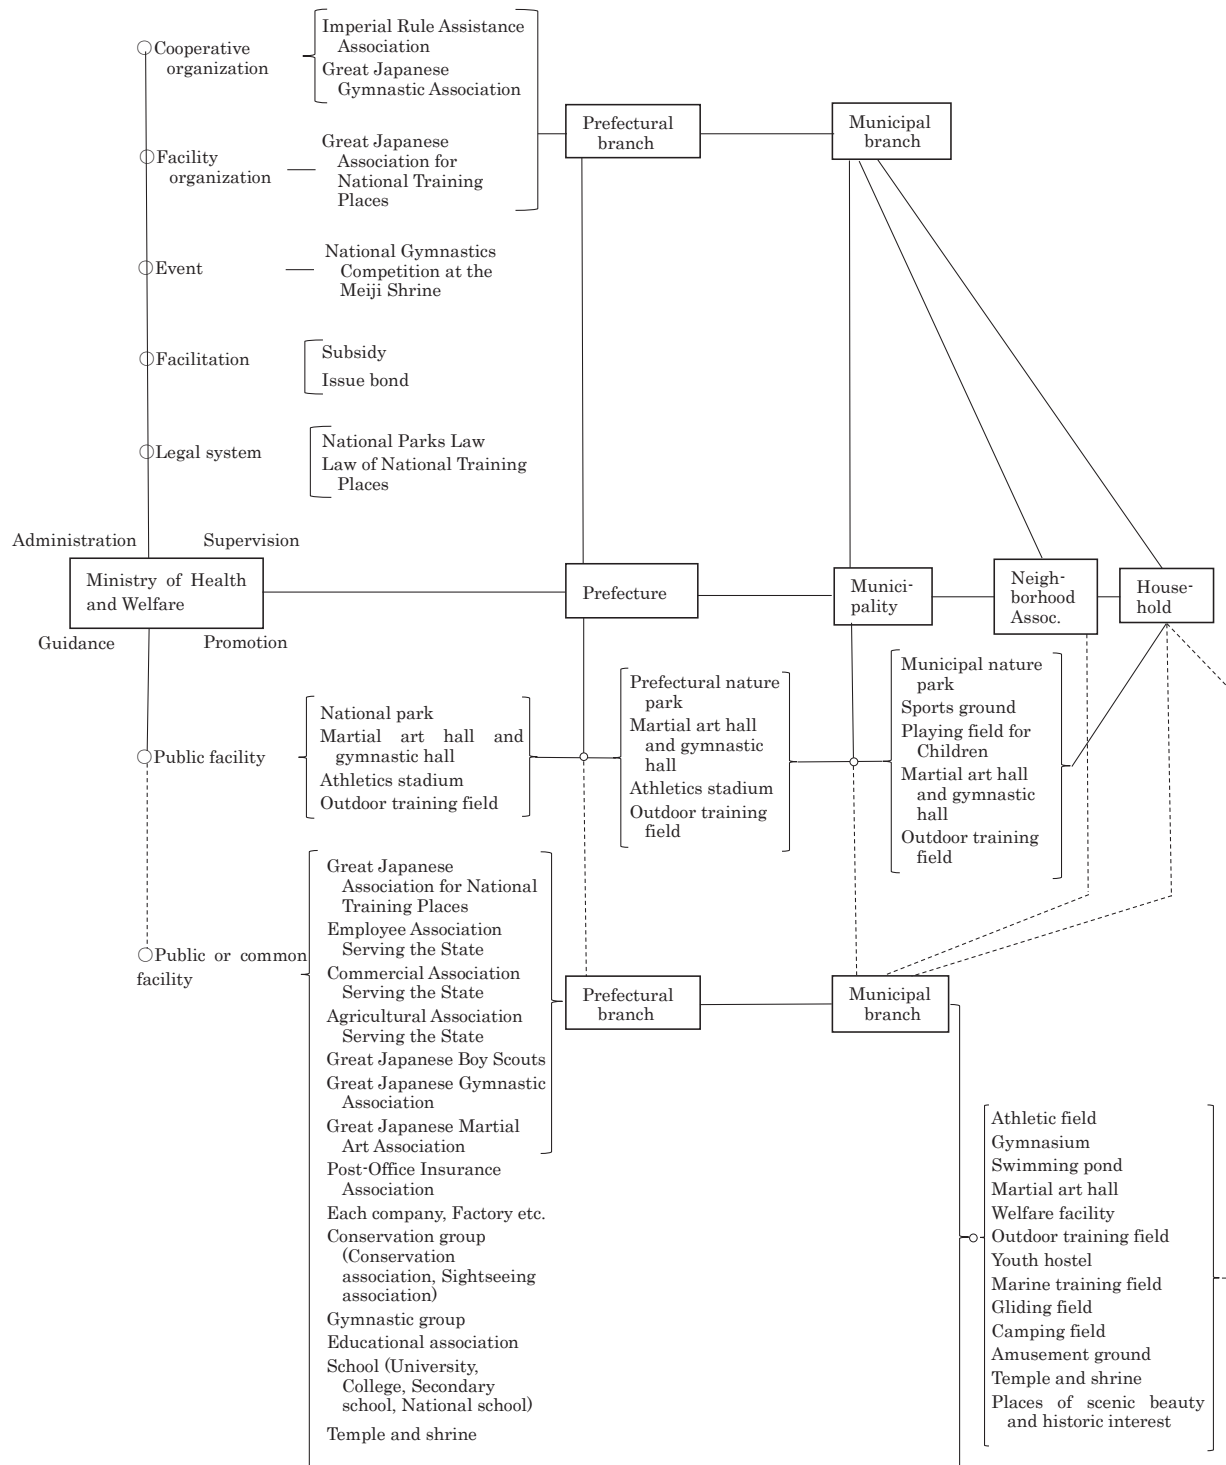 Cooperative
organization
Imperial Rule Assistance
Association
Great Japanese
Gymnastic Association
Facility
organization
Great Japanese
Association for
National Training
Places
Prefectural
branch
Municipal
branch
Event
National Gymnastics
Competition at the
Meiji Shrine
Facilitation
Subsidy
Issue bond
Legal system
National Parks Law
Law of National Training
Places
Administration
Supervision
Ministry of Health
and Welfare
Guidance
Promotion
Prefecture
Munici-
pality
Neigh-
borhood
Assoc.
House-
hold
Public facility
National park
Martial art hall and
gymnastic hall
Athletics stadium
Outdoor training field
Prefectural nature
park
Martial art hall
and gymnastic
hall
Athletics stadium
Outdoor training
field
Municipal nature
park
Sports ground
Playing field for
Children
Martial art hall
and gymnastic
hall
Outdoor training
field
Public or common
facility
Great Japanese
Association for National
Training Places
Employee Association
Serving the State
Commercial Association
Serving the State
Agricultural Association
Serving the State
Great Japanese Boy Scouts
Great Japanese Gymnastic
Association
Great Japanese Martial
Art Association
Post-Office Insurance
Association
Each company, Factory etc.
Conservation group
(Conservation
association, Sightseeing
association)
Gymnastic group
Educational association
School (University,
College, Secondary
school, National school)
Temple and shrine
Prefectural
branch
Municipal
branch
Athletic field
Gymnasium
Swimming pond
Martial art hall
Welfare facility
Outdoor training field
Youth hostel
Marine training field
Gliding field
Camping field
Amusement ground
Temple and shrine
Places of scenic beauty
and historic interest